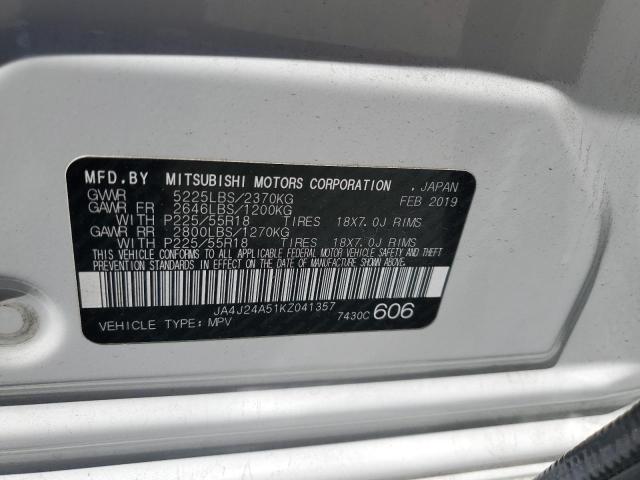 MFD.BY MITSUBISHI MOTORS CORPORATION , JAPAN
GVWR 5225LBS/2370KG FEB 2019
GAWR FR 2646LBS/1200KG
WITH P225/55R18 TIRES 18X7.0J RIMS
GAWR RR 2800LBS/1270KG
WITH P225/55R18 TIRES 18X7.0J RIMS
THIS VEHICLE CONFORMS TO ALL APPLICABLE FEDERAL MOTOR VEHICLE SAFETY AND THEFT
PREVENTION STANDARDS IN EFFECT ON THE DATE OF MANUFACTURE SHOWN ABOVE.
JA4J24A51KZ041357
VEHICLE TYPE: MPV 7430C 606